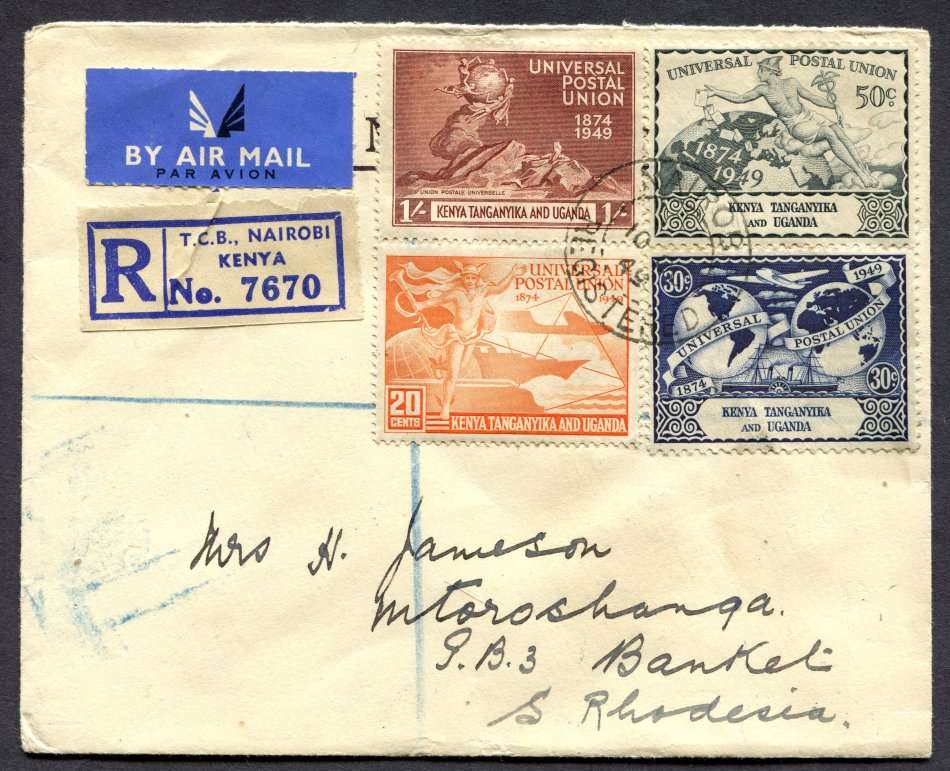 BY AIR MAIL
PAR AVION
R
T.C.B., NAIROBI
KENYA
No. 7670
UNIVERSAL
POSTAL
UNION
1874
1949
UNION POSTALE UNIVERSELLE
1/- KENYA TANGANYIKA AND UGANDA 1/-
UNIVERSAL POSTAL UNION
50c.
1874
1949
KENYA TANGANYIKA
AND UGANDA
UNIVERSAL
POSTAL UNION
1874 1949
20
CENTS
KENYA TANGANYIKA AND UGANDA
30c
1949
UNIVERSAL POSTAL UNION
1874
30c
KENYA TANGANYIKA
AND UGANDA
REGISTERED
10
49
Mrs H. Jameson
Mtoroshanga.
P.B.3 Banket
S Rhodesia.